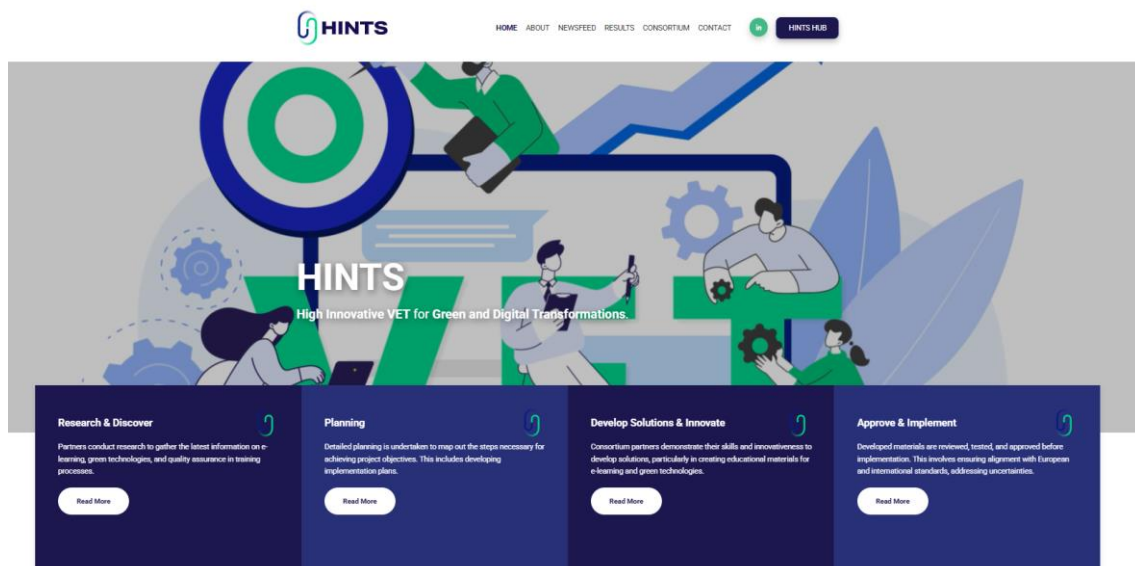 HINTS
HOME ABOUT NEWSFEED RESULTS CONSORTIUM CONTACT in HINTS HUB
VET
HINTS
High Innovative VET for Green and Digital Transformations.
Research & Discover
Partners conduct research to gather the latest information on e-
learning, green technologies, and quality assurance in training
processes.
Read More
Planning
Detailed planning is undertaken to map out the steps necessary for
achieving project objectives. This includes developing
implementation plans.
Read More
Develop Solutions & Innovate
Consortium partners demonstrate their skills and innovativeness to
develop solutions, particularly in creating educational materials for
e-learning and green technologies.
Read More
Approve & Implement
Developed materials are reviewed, tested, and approved before
implementation. This involves ensuring alignment with European
and international standards, addressing uncertainties.
Read More